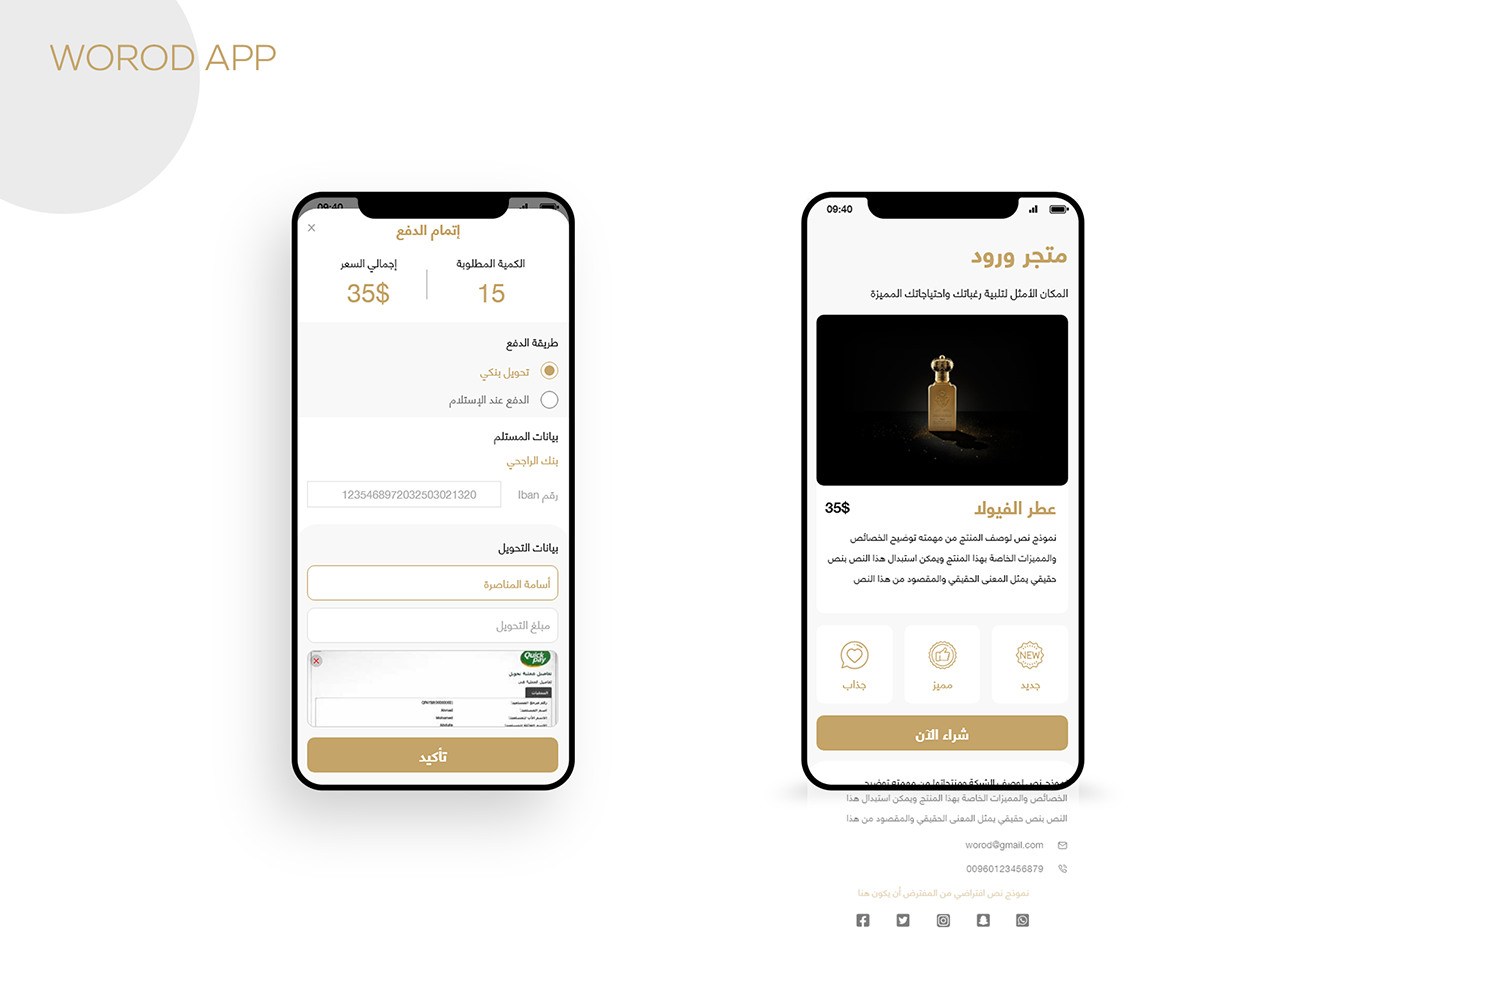 WOROD APP
09:40
إتمام الدفع
الكمية المطلوبة
إجمالي السعر
15
35$
طريقة الدفع
تحويل بنكي
الدفع عند الإستلام
بيانات المستلم
بنك الراجحي
رقم Iban
1235468972032503021320
بيانات التحويل
أسامة المناصرة
مبلغ التحويل
Quick pay
تأكيد
09:40
متجر ورود
المكان الأمثل لتلبية رغباتك واحتياجاتك المميزة
عطر الفيولا
35$
نموذج نص لوصف المنتج من مهمته توضيح الخصائص
والمميزات الخاصة بهذا المنتج ويمكن استبدال هذا النص بنص
حقيقي يمثل المعنى الحقيقي والمقصود من هذا النص
NEW
جديد
مميز
جذاب
شراء الآن
نموذج نص لوصف الشركة ومنتجاتها من مهمته توضيح
الخصائص والمميزات الخاصة بهذا المنتج ويمكن استبدال هذا
النص بنص حقيقي يمثل المعنى الحقيقي والمقصود من هذا
worod@gmail.com
00960123456879
نموذج نص افتراضي من المفترض أن يكون هنا